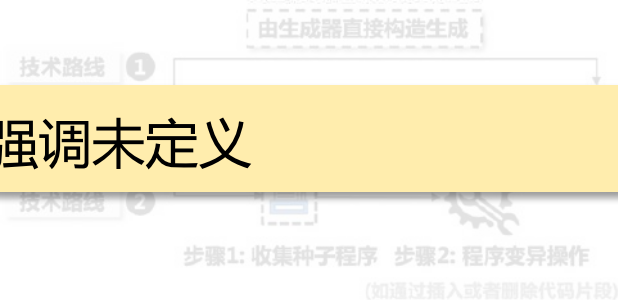 由生成器直接构造生成
技术路线 1
强调未定义
技术路线 2
步骤1: 收集种子程序 步骤2: 程序变异操作
(如通过插入或者删除代码片段)